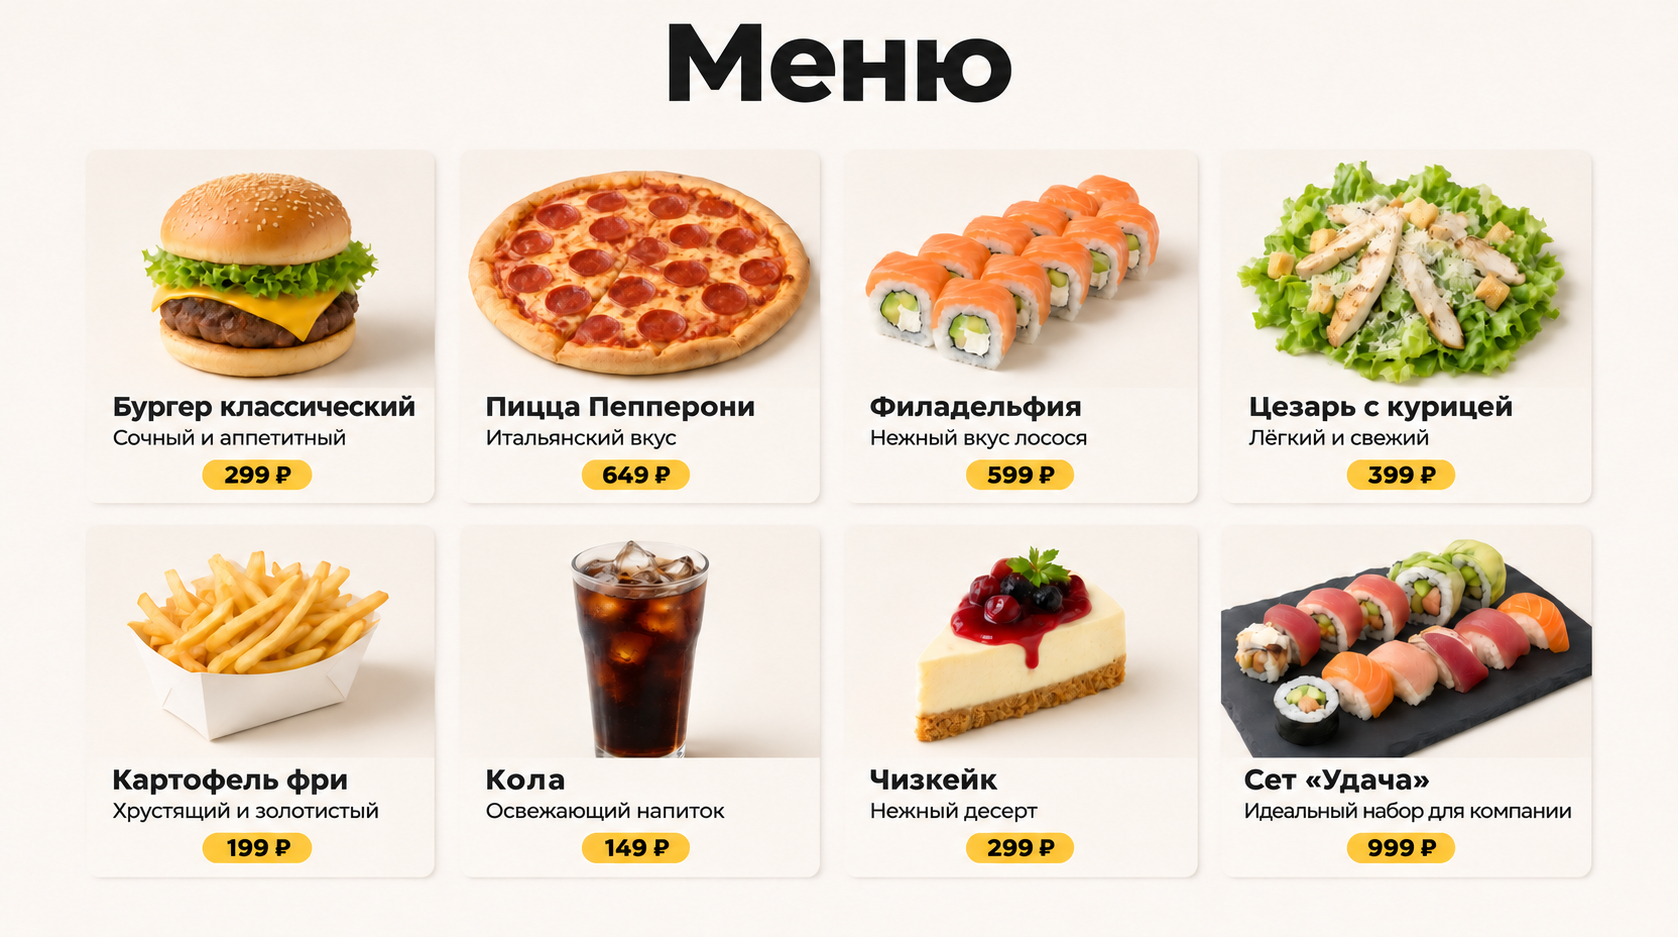 Меню
Бургер классический
Сочный и аппетитный
299 ₽
Пицца Пепперони
Итальянский вкус
649 ₽
Филадельфия
Нежный вкус лосося
599 ₽
Цезарь с курицей
Лёгкий и свежий
399 ₽
Картофель фри
Хрустящий и золотистый
199 ₽
Кола
Освежающий напиток
149 ₽
Чизкейк
Нежный десерт
299 ₽
Сет «Удача»
Идеальный набор для компании
999 ₽